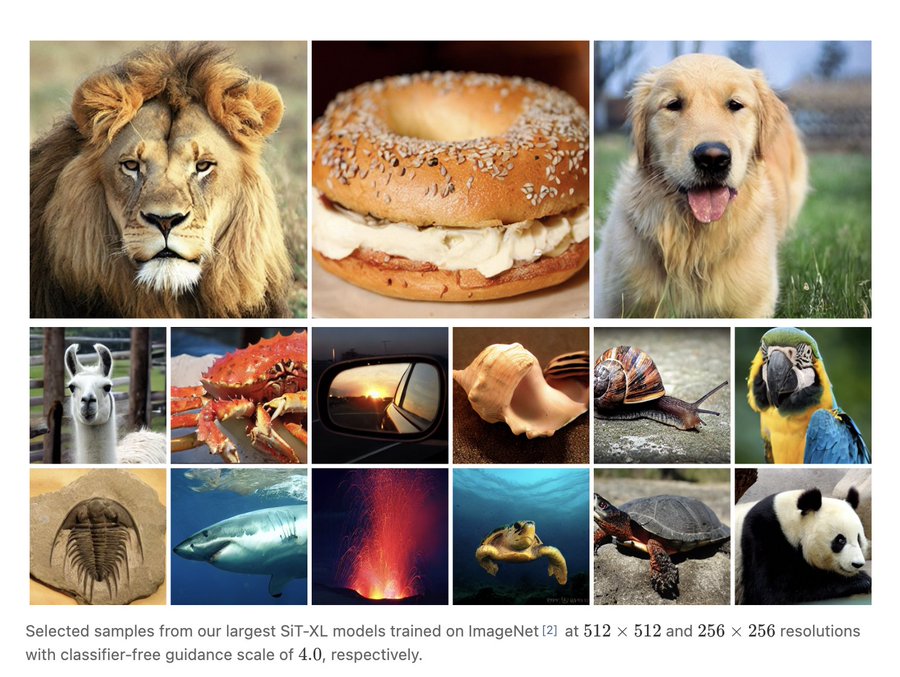 Selected samples from our largest SiT-XL models trained on ImageNet [2] at 512 × 512 and 256 × 256 resolutions
with classifier-free guidance scale of 4.0, respectively.